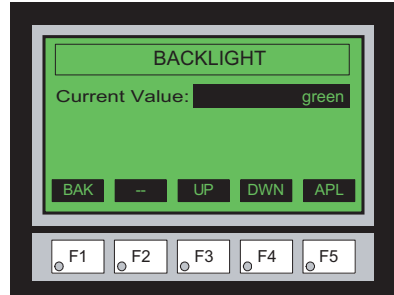 BACKLIGHT
Current Value: green
BAK -- UP DWN APL
F1 F2 F3 F4 F5